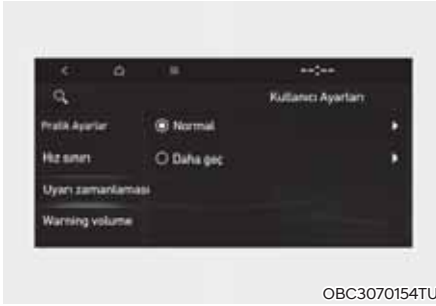 --:--
Kullanıcı Ayarları
Pratik Ayarlar
Normal
Hız sınırı
Daha geç
Uyarı zamanlaması
Warning volume
OBC3070154TU